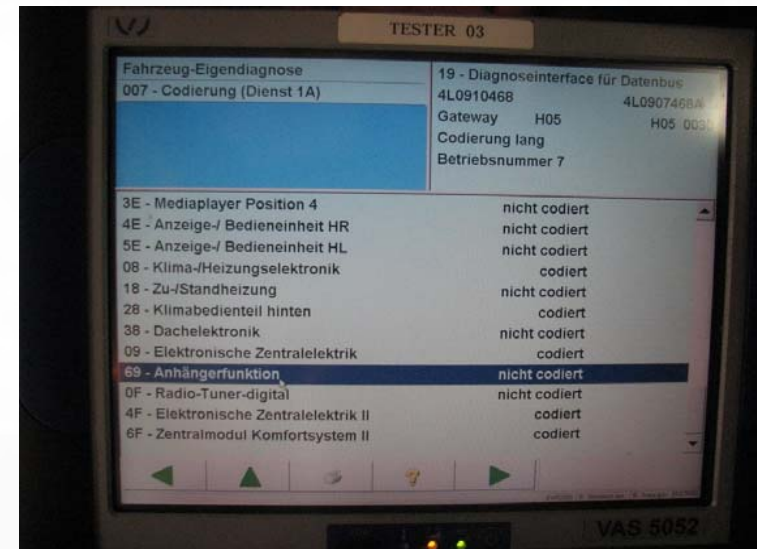 TESTER 03
Fahrzeug-Eigendiagnose
007 - Codierung (Dienst 1A)
19 - Diagnoseinterface für Datenbus
4L0910468 4L0907468A
Gateway H05 H05
Codierung lang
Betriebsnummer 7
3E - Mediaplayer Position 4 nicht codiert
4E - Anzeige-/ Bedieneinheit HR nicht codiert
5E - Anzeige-/ Bedieneinheit HL nicht codiert
08 - Klima-/Heizungselektronik codiert
18 - Zu-/Standheizung nicht codiert
28 - Klimabedienteil hinten codiert
38 - Dachelektronik nicht codiert
09 - Elektronische Zentralelektrik codiert
69 - Anhängerfunktion nicht codiert
0F - Radio-Tuner-digital nicht codiert
4F - Elektronische Zentralelektrik II codiert
6F - Zentralmodul Komfortsystem II codiert
VAS 5052